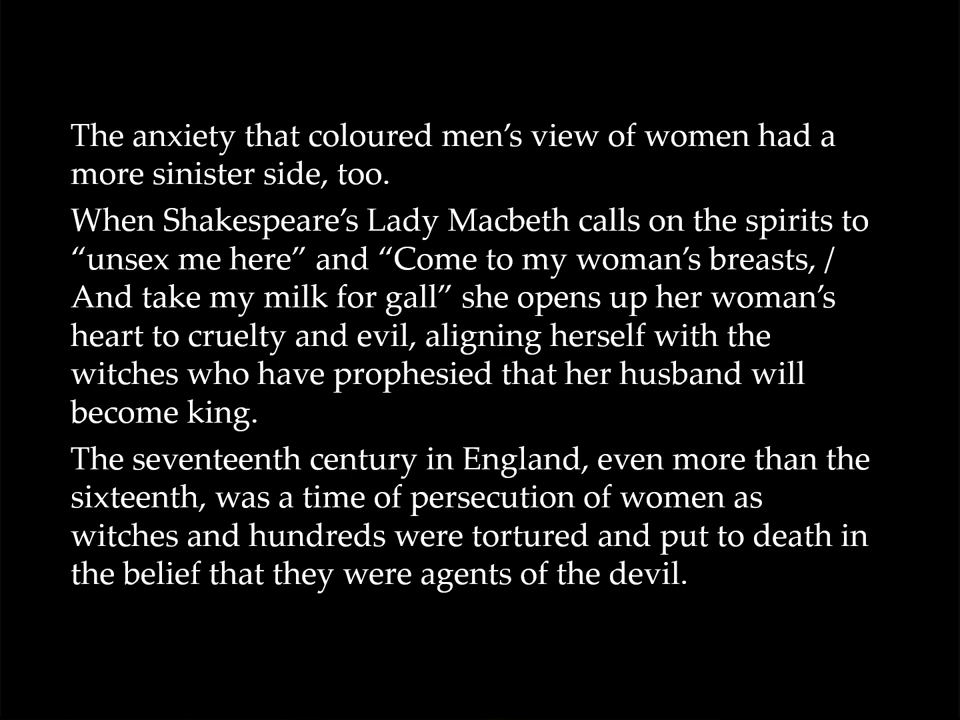 The anxiety that coloured men’s view of women had a
more sinister side, too.
When Shakespeare’s Lady Macbeth calls on the spirits to
“unsex me here” and “Come to my woman’s breasts, /
And take my milk for gall” she opens up her woman’s
heart to cruelty and evil, aligning herself with the
witches who have prophesied that her husband will
become king.
The seventeenth century in England, even more than the
sixteenth, was a time of persecution of women as
witches and hundreds were tortured and put to death in
the belief that they were agents of the devil.